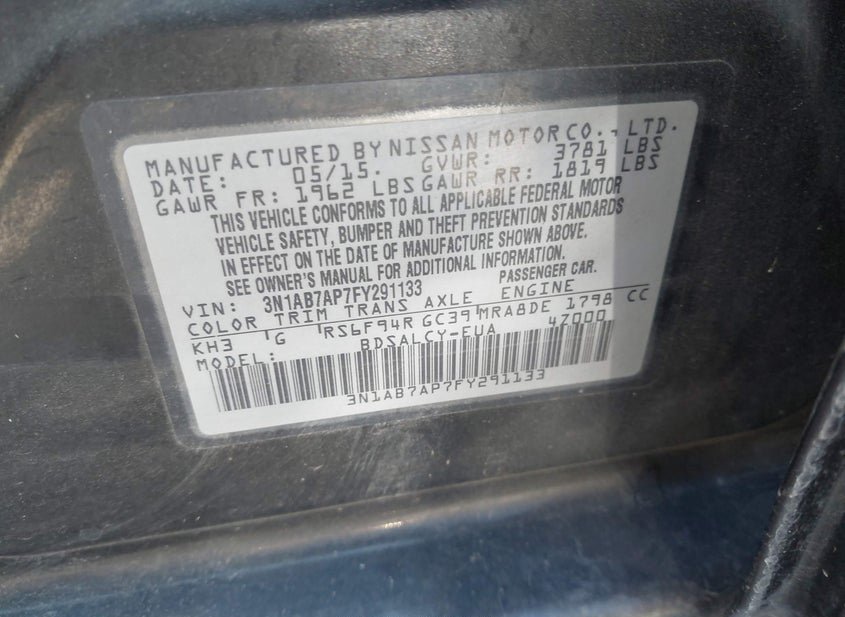 MANUFACTURED BY NISSAN MOTOR CO., LTD.
DATE: 05/15. GVWR: 3781 LBS
GAWR FR: 1962 LBS GAWR RR: 1819 LBS
THIS VEHICLE CONFORMS TO ALL APPLICABLE FEDERAL MOTOR
VEHICLE SAFETY, BUMPER AND THEFT PREVENTION STANDARDS
IN EFFECT ON THE DATE OF MANUFACTURE SHOWN ABOVE.
SEE OWNER'S MANUAL FOR ADDITIONAL INFORMATION.
VIN: 3N1AB7AP7FY291133 PASSENGER CAR.
COLOR TRIM TRANS AXLE ENGINE
KH3 G RS6F94R GC39 MRA8DE 1798 CC
MODEL: BDSALCY-EUA 4Z000
3N1AB7AP7FY291133